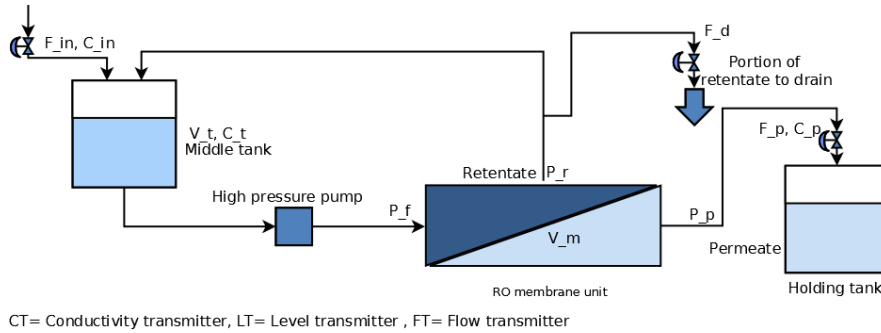 F_in, C_in
F_d
Portion of
retentate to drain
V_t, C_t
Middle tank
F_p, C_p
Retentate
P_r
High pressure pump
P_f
P_p
V_m
Permeate
RO membrane unit
Holding tank
CT= Conductivity transmitter, LT= Level transmitter , FT= Flow transmitter